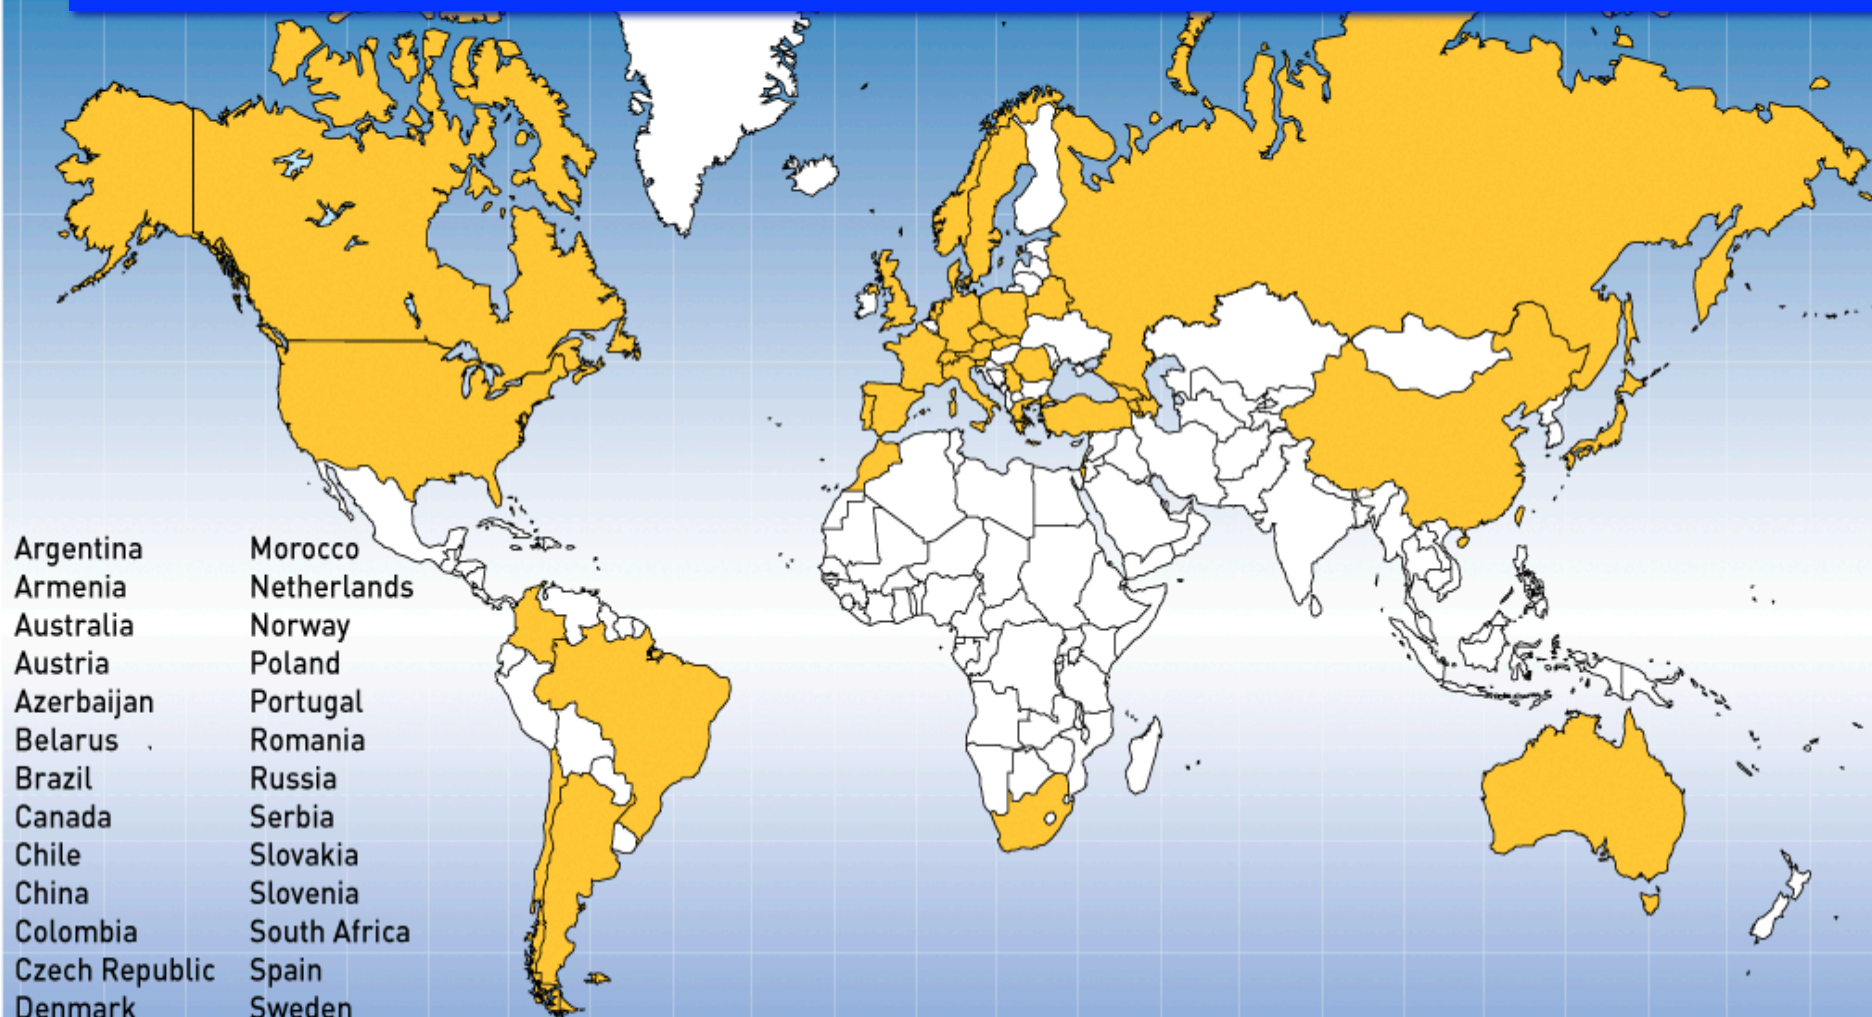 Argentina Morocco
Armenia Netherlands
Australia Norway
Austria Poland
Azerbaijan Portugal
Belarus . Romania
Brazil Russia
Canada Serbia
Chile Slovakia
China Slovenia
Colombia South Africa
Czech Republic Spain
Denmark Sweden